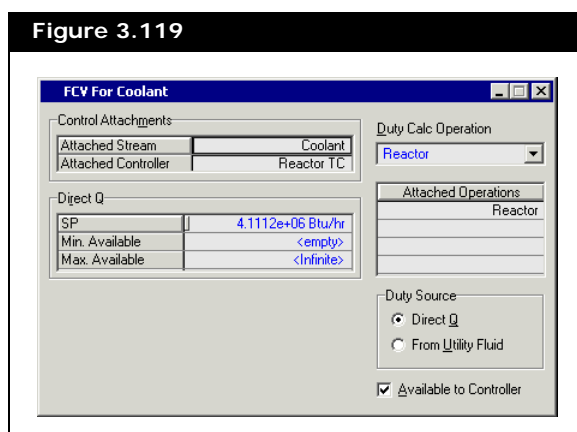 Figure 3.119
FCV For Coolant
Control Attachments
Attached Stream Coolant
Attached Controller Reactor TC
Direct Q
SP 4.1112e+06 Btu/hr
Min. Available <empty>
Max. Available <Infinite>
Duty Calc Operation
Reactor
Attached Operations
Reactor
Duty Source
Direct Q
From Utility Fluid
Available to Controller